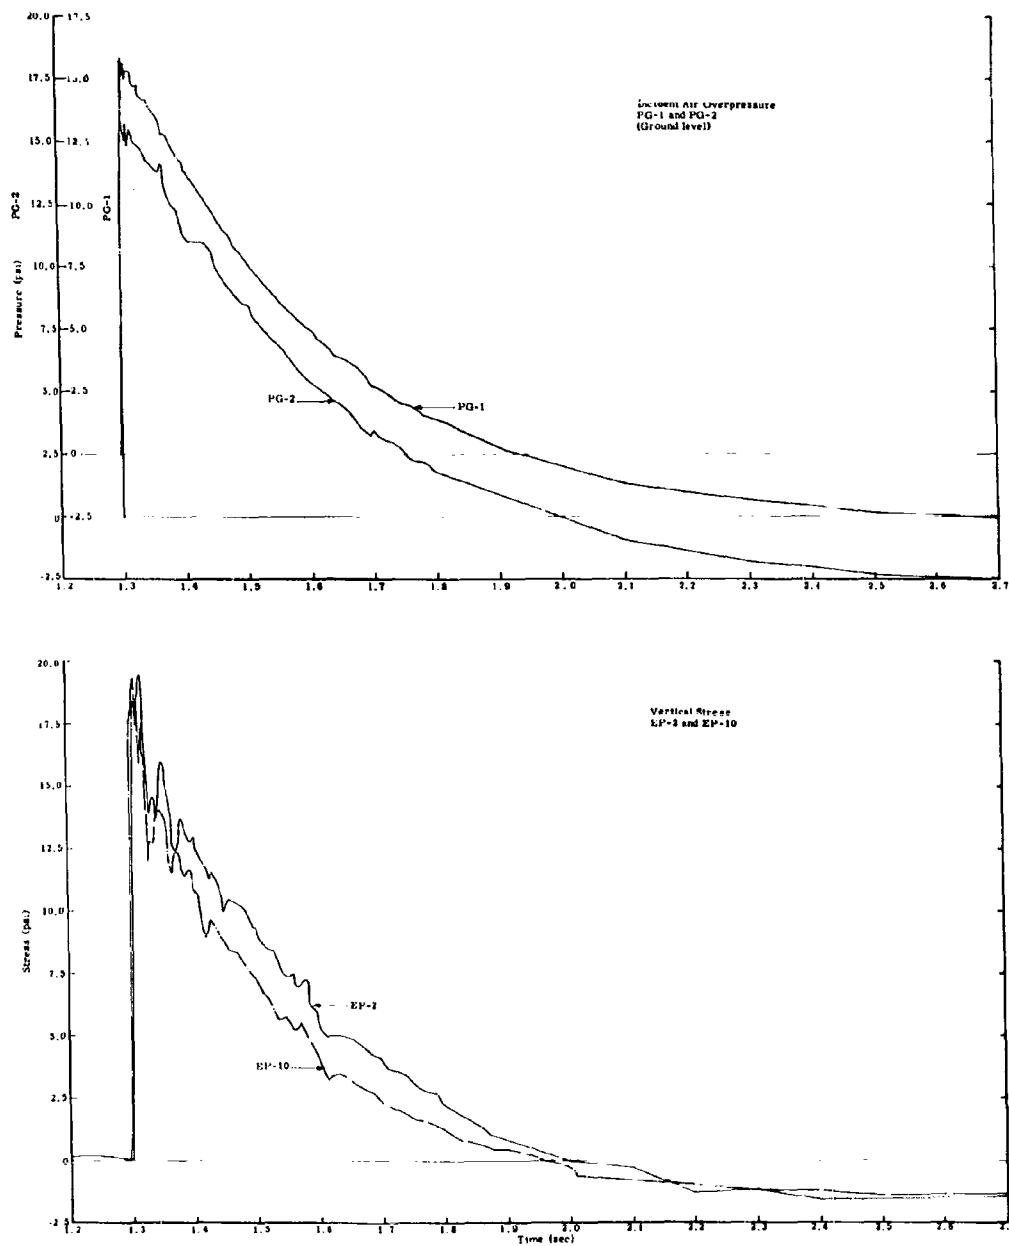 20.0 17.5
17.5 15.0
Incident Air Overpressure
PG-1 and PG-2
(Ground level)
15.0 12.5
PG-2
PG-1
12.5 10.0
10.0 7.5
Pressure (psi)
7.5 5.0
5.0 2.5
PG-2
PG-1
2.5 0
0 -2.5
-2.5
1.2 1.3 1.4 1.5 1.6 1.7 1.8 1.9 2.0 2.1 2.2 2.3 2.4 2.5 2.6 2.7
20.0
Vertical Stress
EP-2 and EP-10
17.5
15.0
12.5
10.0
Stress (psi)
7.5
EP-2
5.0
EP-10
2.5
0
-2.5
1.2 1.3 1.4 1.5 1.6 1.7 1.8 1.9 2.0 2.1 2.2 2.3 2.4 2.5 2.6 2.7
Time (sec)